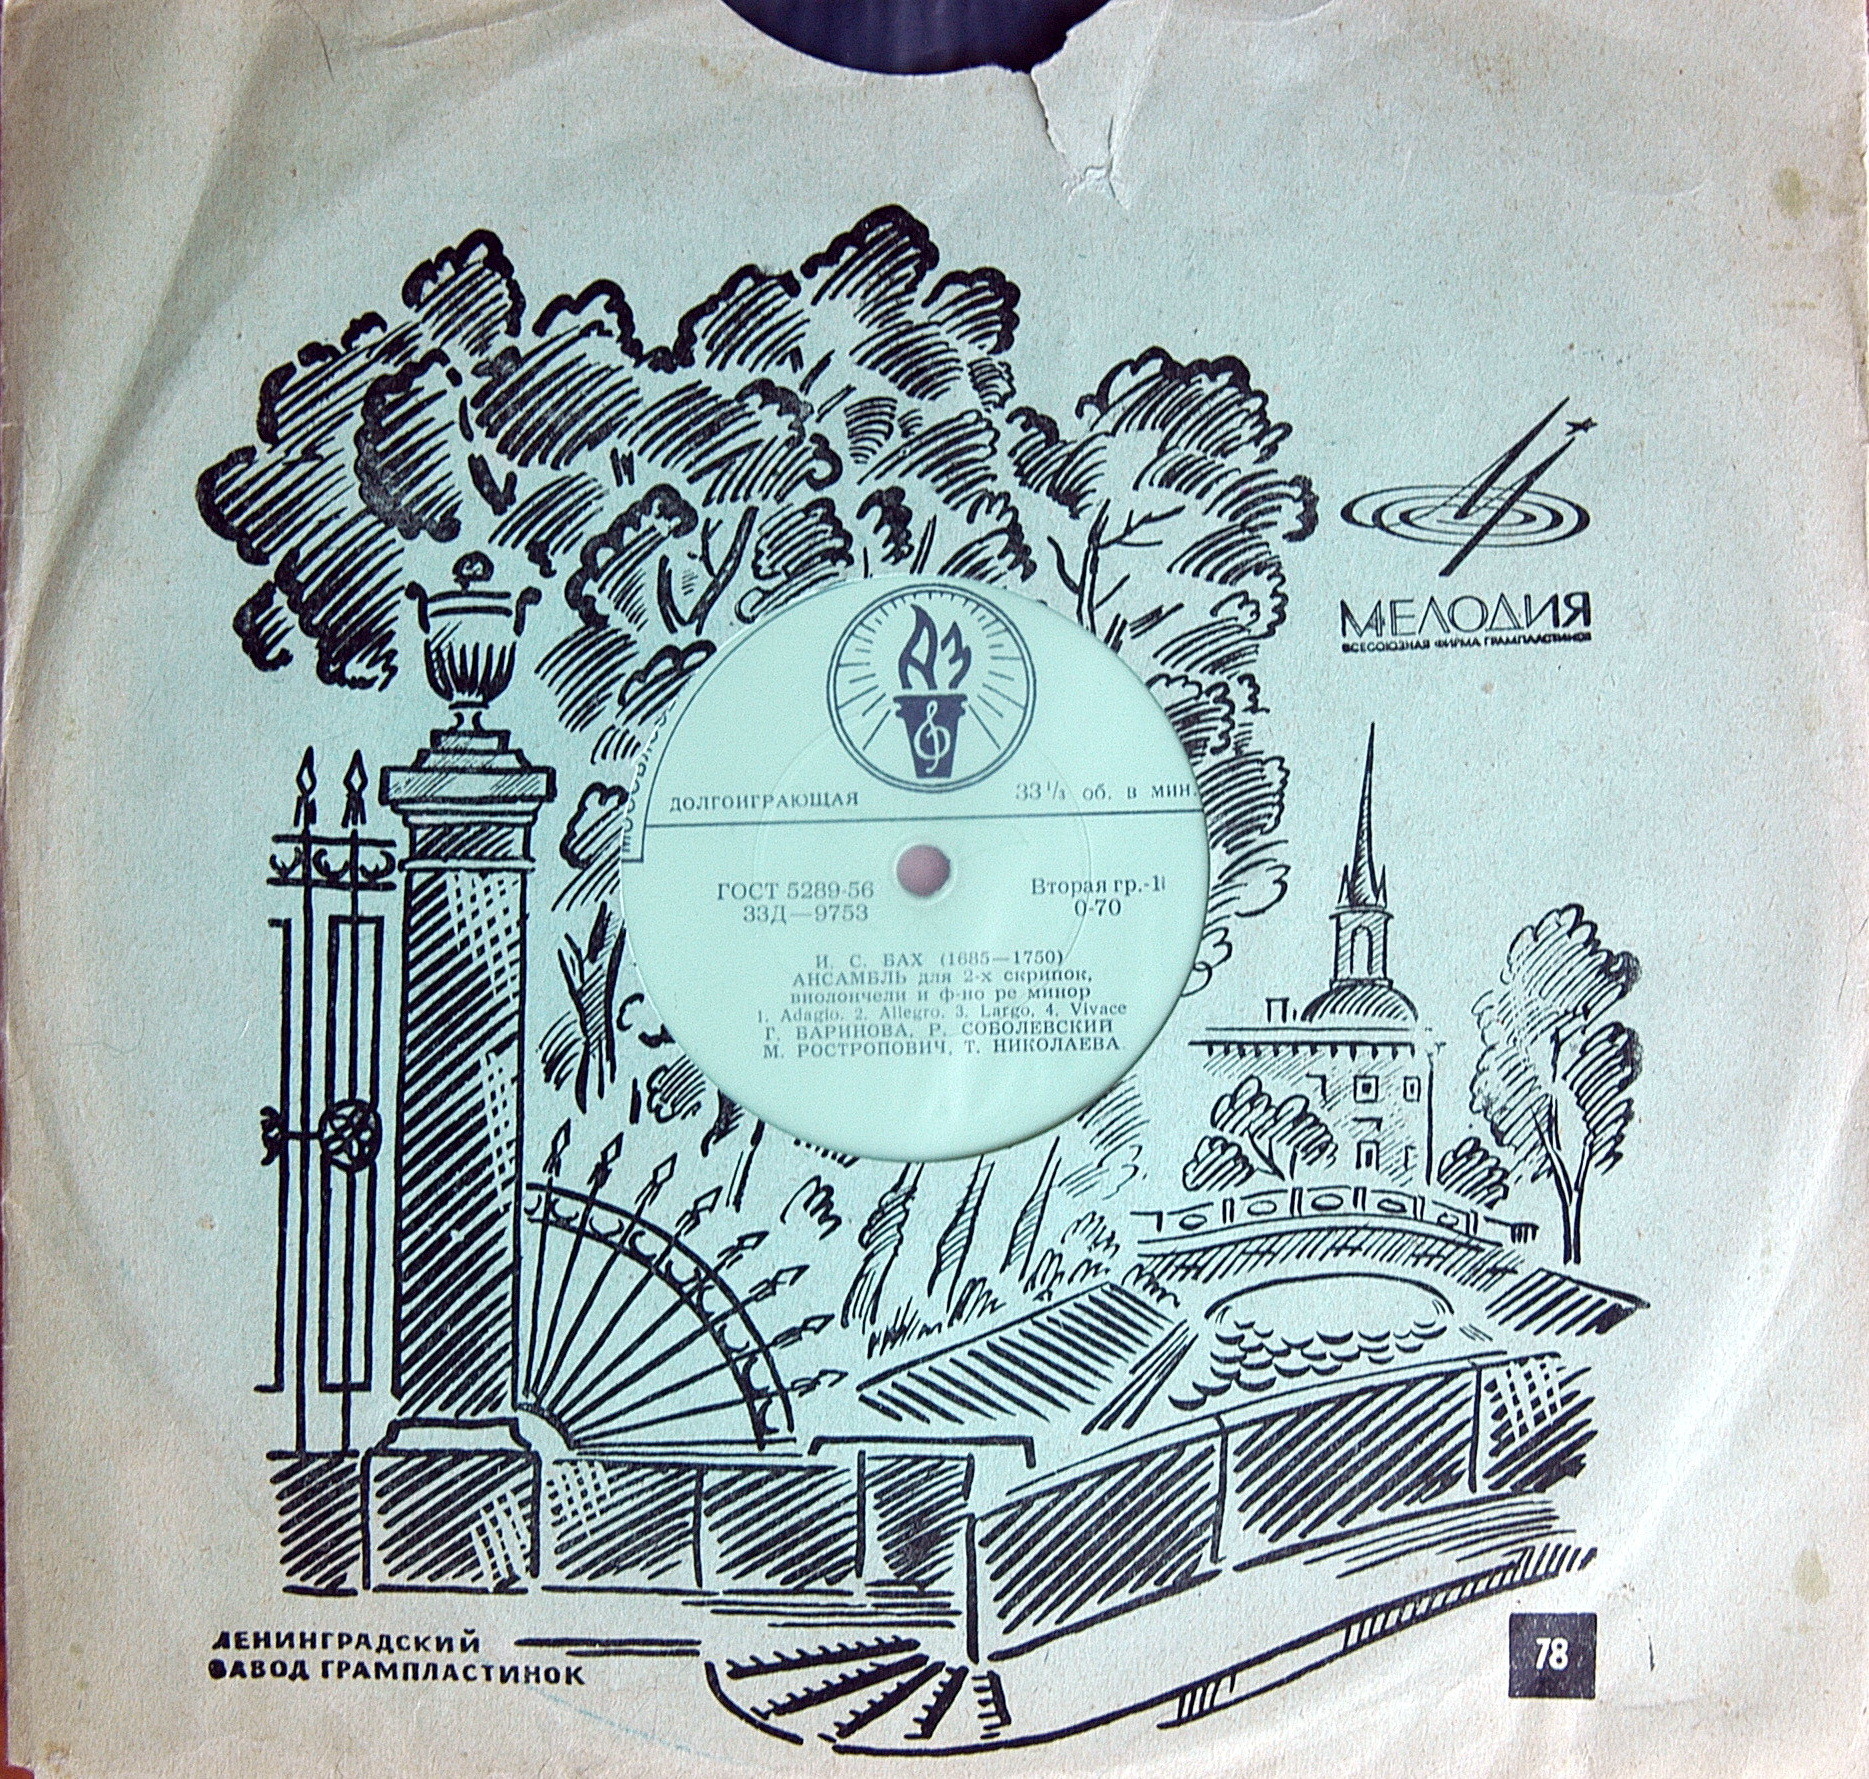 МЕЛОДИЯ
ВСЕСОЮЗНАЯ ФИРМА ГРАМПЛАСТИНОК
АЗ
ДОЛГОИГРАЮЩАЯ
33⅓ об. в мин.
ГОСТ 5289-56
33Д—9753
Вторая гр.-1
0-70
И. С. БАХ (1685—1750)
АНСАМБЛЬ для 2-х скрипок,
виолончели и ф-но ре минор
1. Adagio, 2. Allegro, 3. Largo, 4. Vivace
Г. БАРИНОВА, Р. СОБОЛЕВСКИЙ
М. РОСТРОПОВИЧ, Т. НИКОЛАЕВА
ЛЕНИНГРАДСКИЙ
ЗАВОД ГРАМПЛАСТИНОК
78